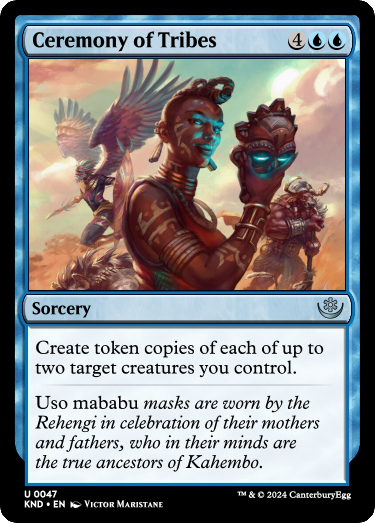 Ceremony of Tribes 4
Sorcery
Create token copies of each of up to
two target creatures you control.
Uso mababu masks are worn by the
Rehengi in celebration of their mothers
and fathers, who in their minds are
the true ancestors of Kahembo.
U 0047
KND • EN Victor Maristane
™ & © 2024 CanterburyEgg